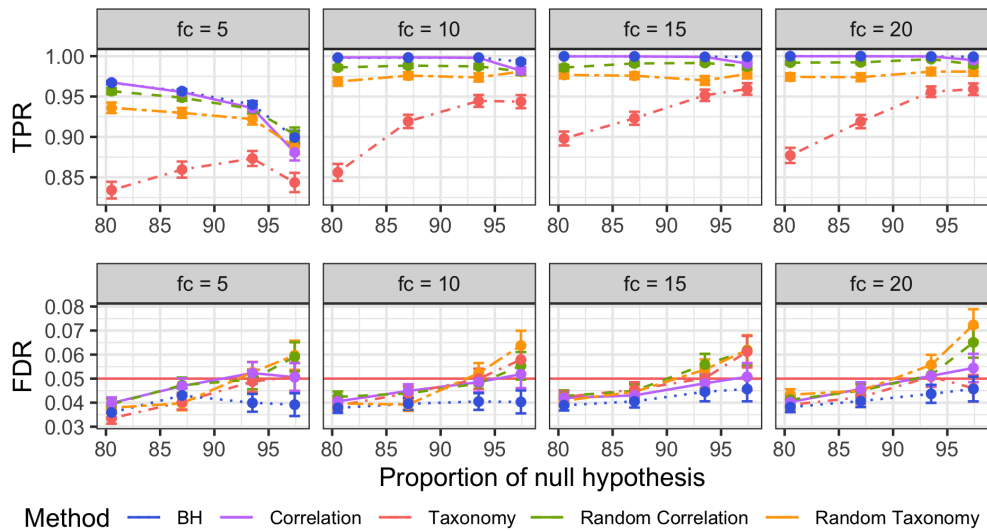 fc = 5 fc = 10 fc = 15 fc = 20
TPR
1.00
0.95
0.90
0.85
80 85 90 95 80 85 90 95 80 85 90 95 80 85 90 95
fc = 5 fc = 10 fc = 15 fc = 20
FDR
0.08
0.07
0.06
0.05
0.04
0.03
80 85 90 95 80 85 90 95 80 85 90 95 80 85 90 95
Proportion of null hypothesis
Method BH Correlation Taxonomy Random Correlation Random Taxonomy